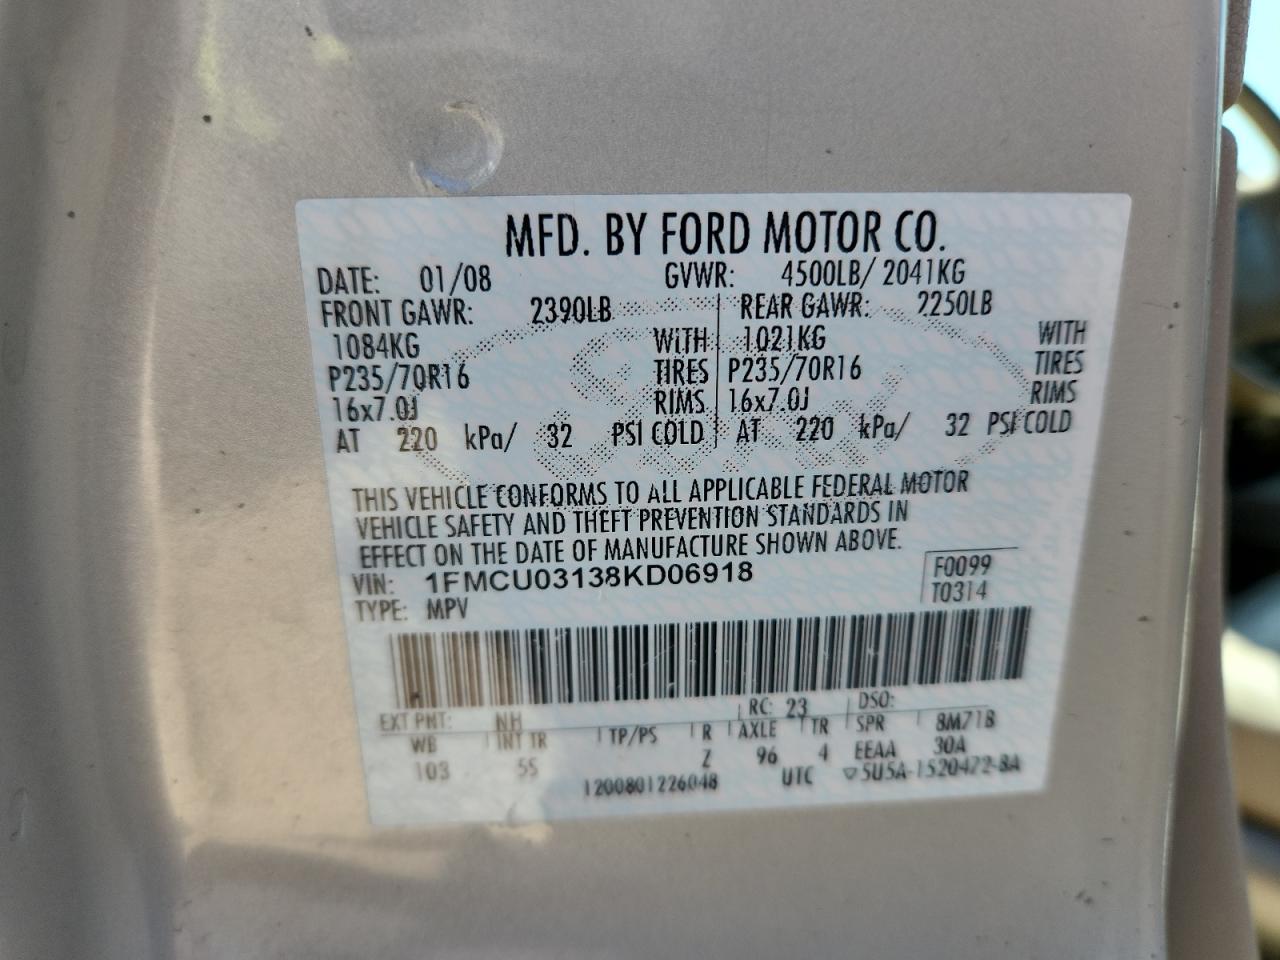 MFD. BY FORD MOTOR CO.
DATE: 01/08 GVWR: 4500LB/ 2041KG
FRONT GAWR: 2390LB REAR GAWR: 2250LB
1084KG WITH 1021KG WITH
P235/70R16 TIRES P235/70R16 TIRES
16x7.0J RIMS 16x7.0J RIMS
AT 220 kPa/ 32 PSI COLD AT 220 kPa/ 32 PSI COLD
THIS VEHICLE CONFORMS TO ALL APPLICABLE FEDERAL MOTOR
VEHICLE SAFETY AND THEFT PREVENTION STANDARDS IN
EFFECT ON THE DATE OF MANUFACTURE SHOWN ABOVE.
VIN: 1FMCU03138KD06918 F0099
TYPE: MPV T0314
EXT PNT: NH RC: 23 DSO:
WB INT TR TP/PS R AXLE TR SPR 8M718
103 5S Z 96 4 EEAA 30A
1200801226048 UTC ▽5U5A-1520472-BA